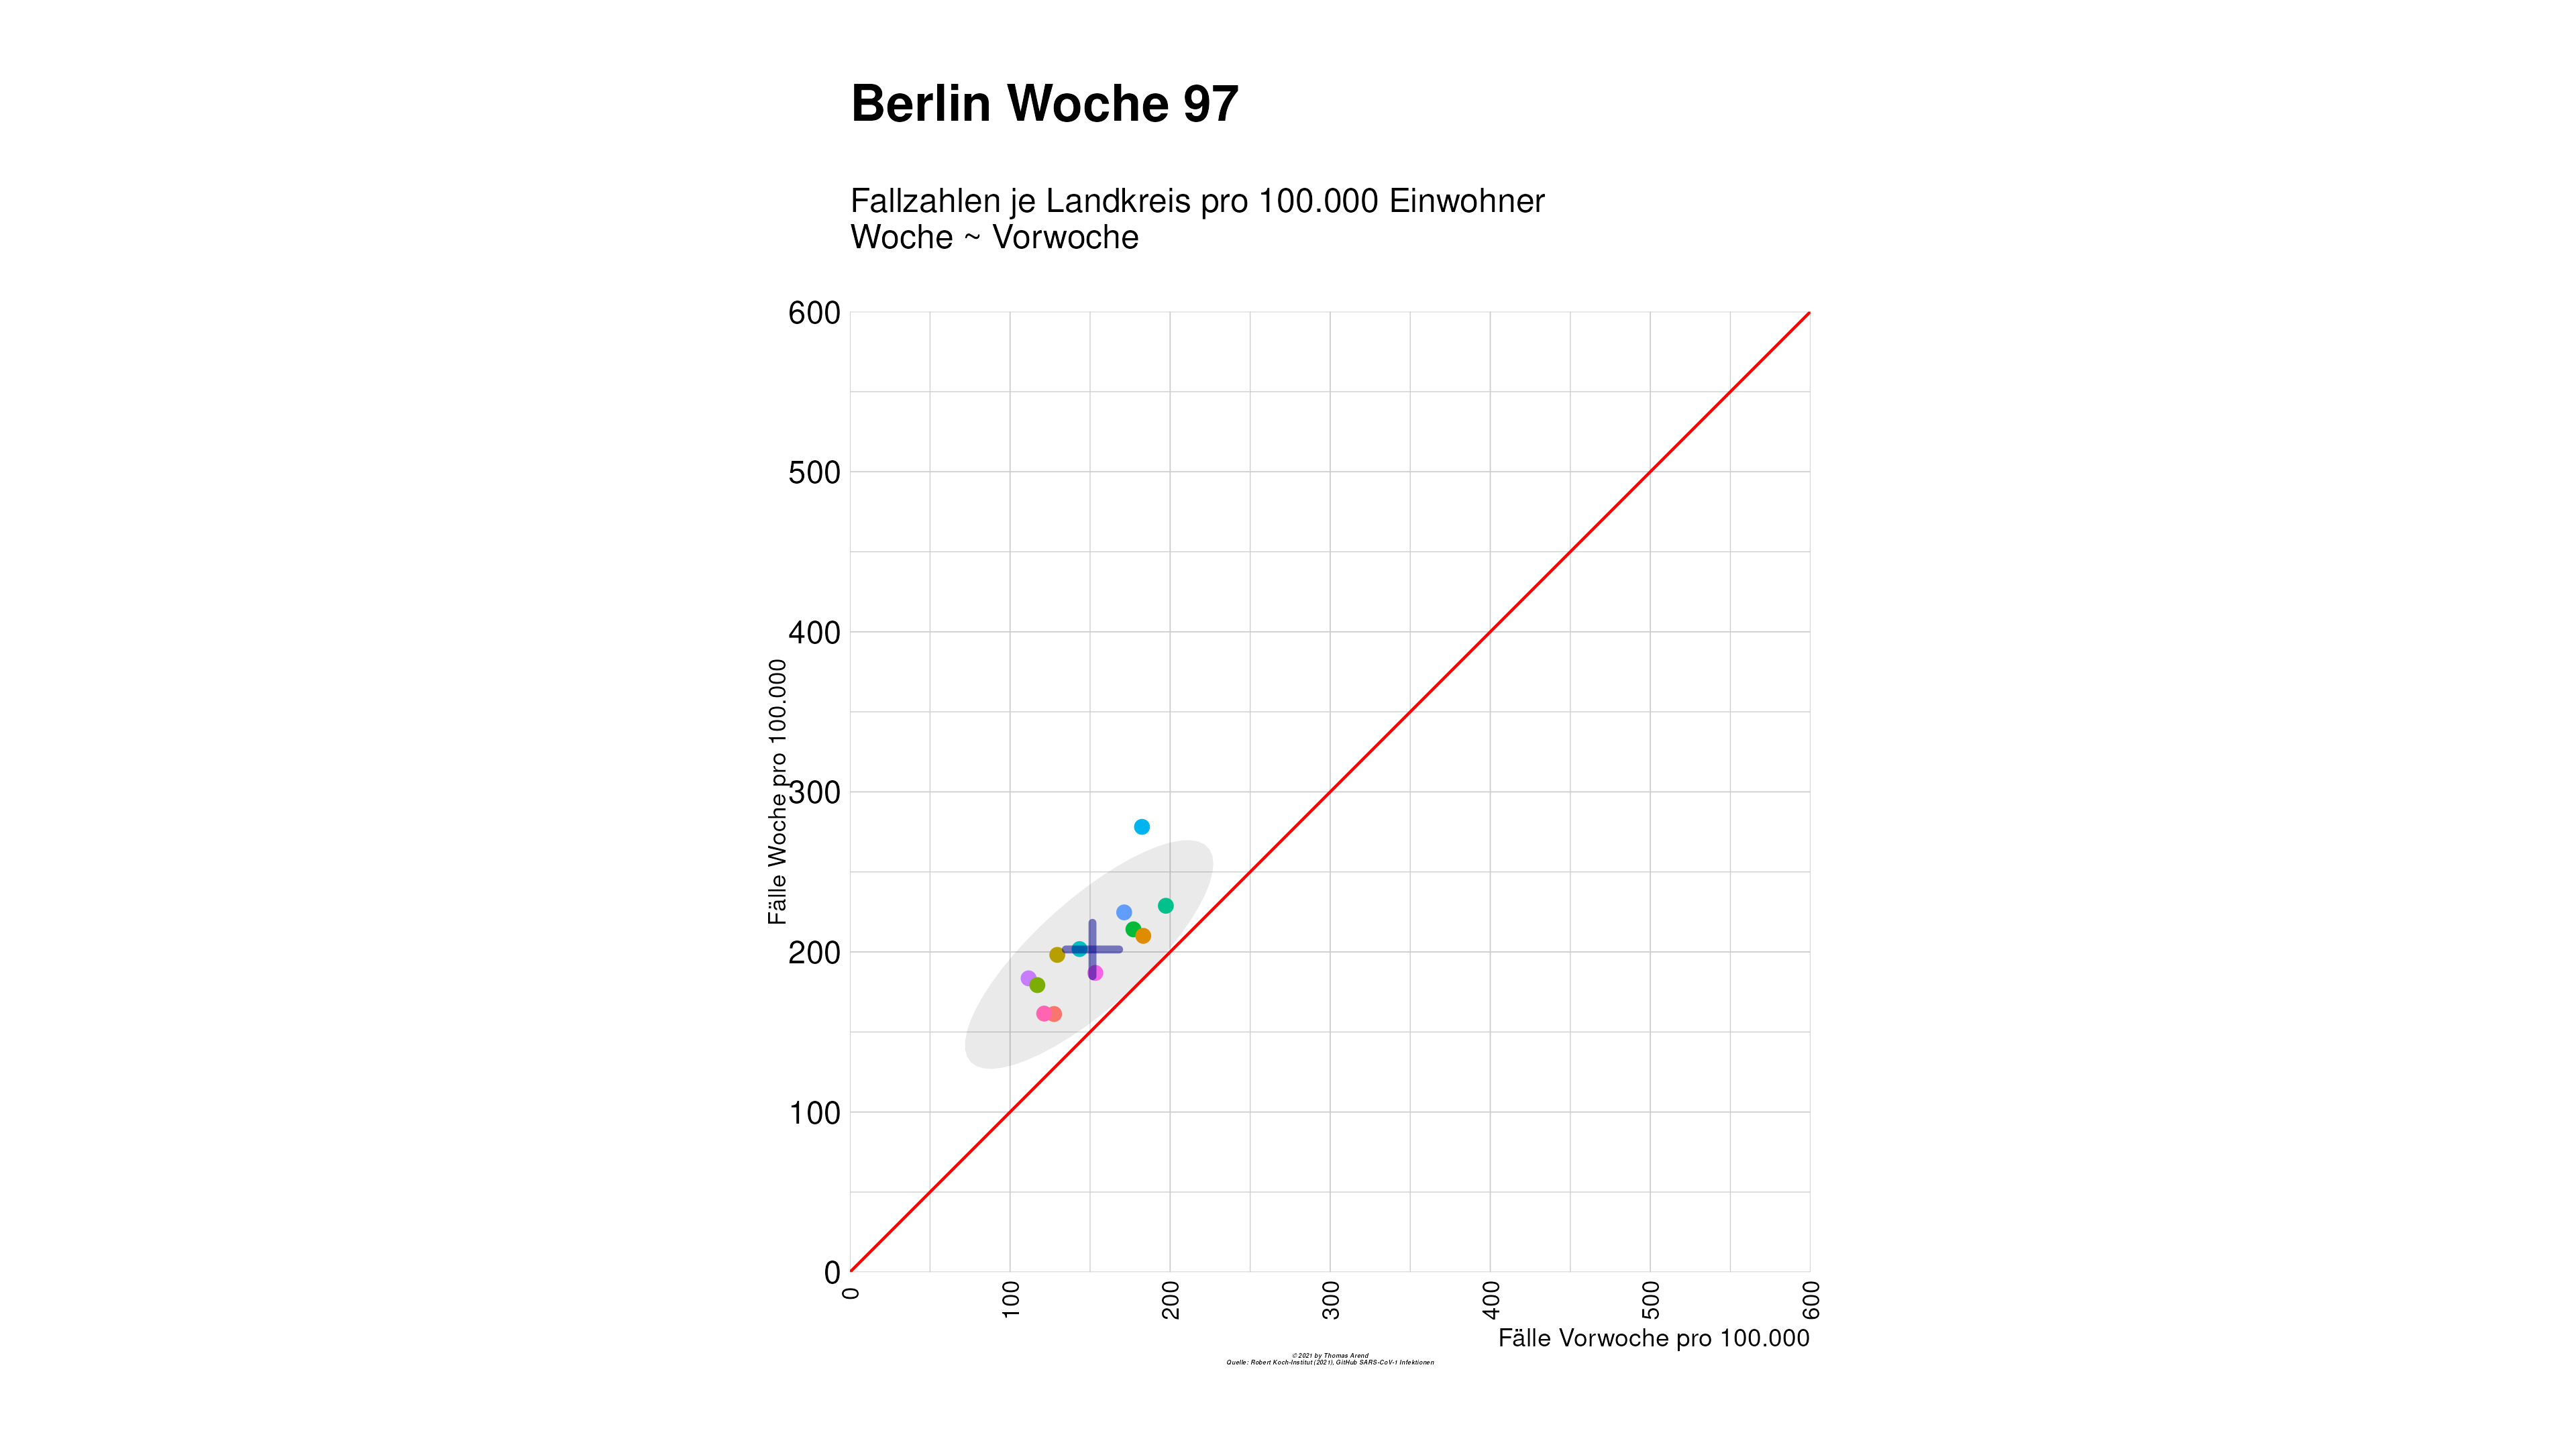 Berlin Woche 97
Fallzahlen je Landkreis pro 100.000 Einwohner
Woche ~ Vorwoche
600
500
400
300
200
100
0
Fälle Woche pro 100.000
0
100
200
300
400
500
600
Fälle Vorwoche pro 100.000
© 2021 by Thomas Arend
Quelle: Robert Koch-Institut (2021), GitHub SARS-CoV-1 Infektionen